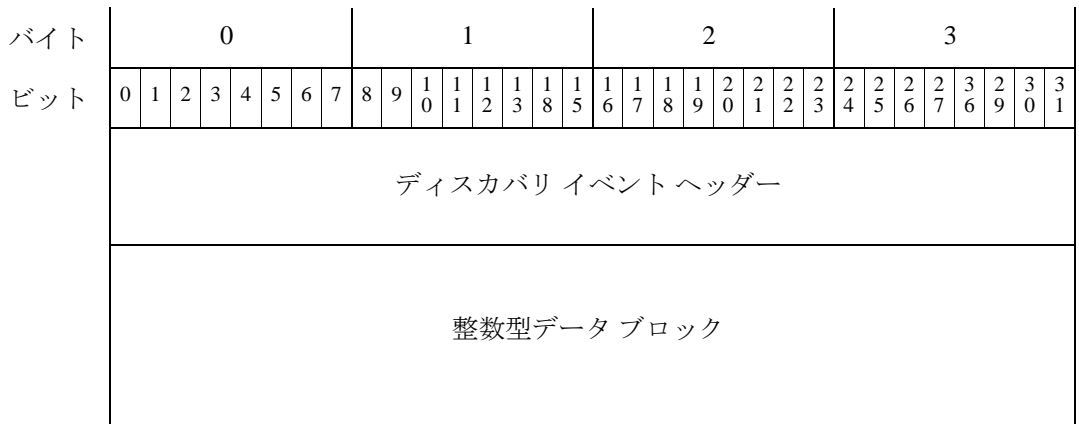 バイト 0 1 2 3
ビット 0 1 2 3 4 5 6 7 8 9 10 11 12 13 18 15 16 17 18 19 20 21 22 23 24 25 26 27 36 29 30 31
ディスカバリ イベント ヘッダー
整数型データ ブロック